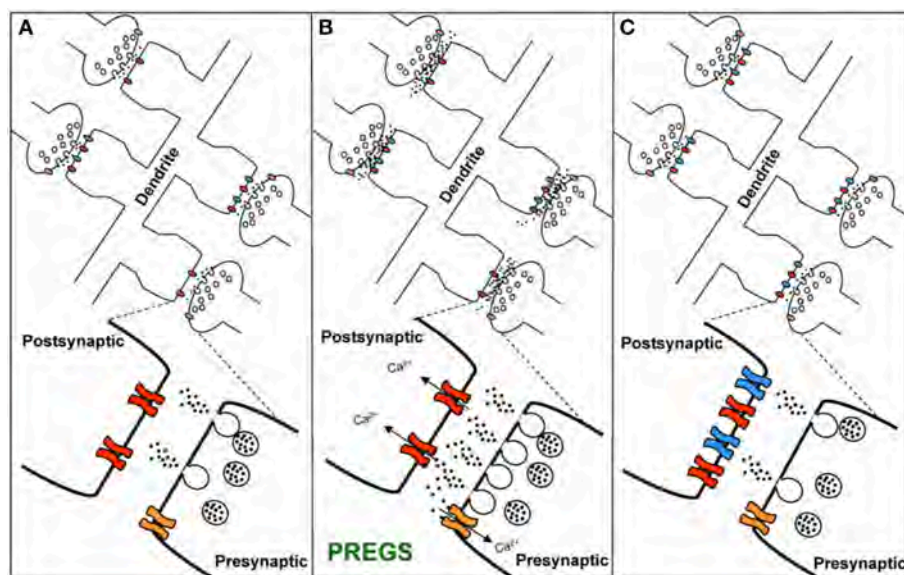 A
Dendrite
Postsynaptic
Presynaptic
B
Dendrite
Postsynaptic
Ca²⁺
Ca²⁺
PREGS
Ca²⁺
Presynaptic
C
Dendrite
Postsynaptic
Presynaptic